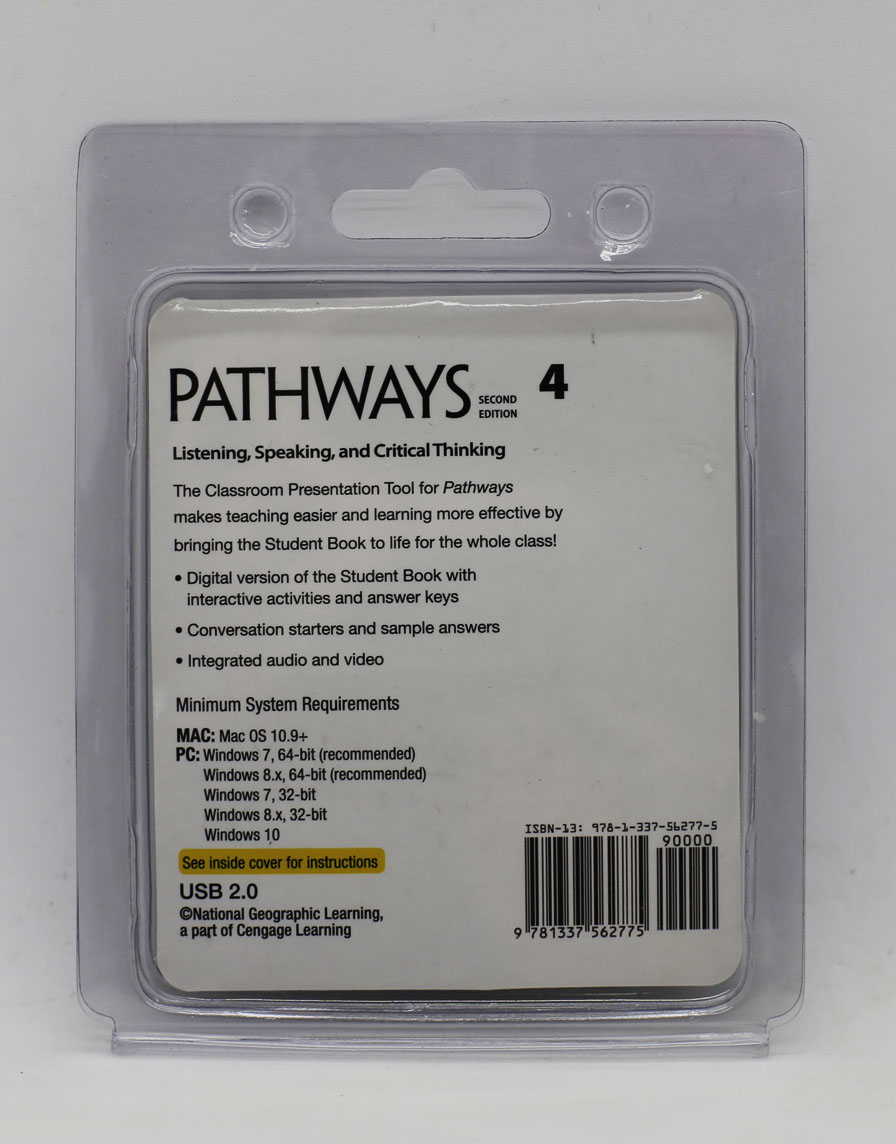 PATHWAYS SECOND EDITION 4
Listening, Speaking, and Critical Thinking
The Classroom Presentation Tool for Pathways
makes teaching easier and learning more effective by
bringing the Student Book to life for the whole class!
• Digital version of the Student Book with
interactive activities and answer keys
• Conversation starters and sample answers
• Integrated audio and video
Minimum System Requirements
MAC: Mac OS 10.9+
PC: Windows 7, 64-bit (recommended)
Windows 8.x, 64-bit (recommended)
Windows 7, 32-bit
Windows 8.x, 32-bit
Windows 10
See inside cover for instructions
USB 2.0
©National Geographic Learning,
a part of Cengage Learning
ISBN-13: 978-1-337-56277-5
90000
9 781337 562775